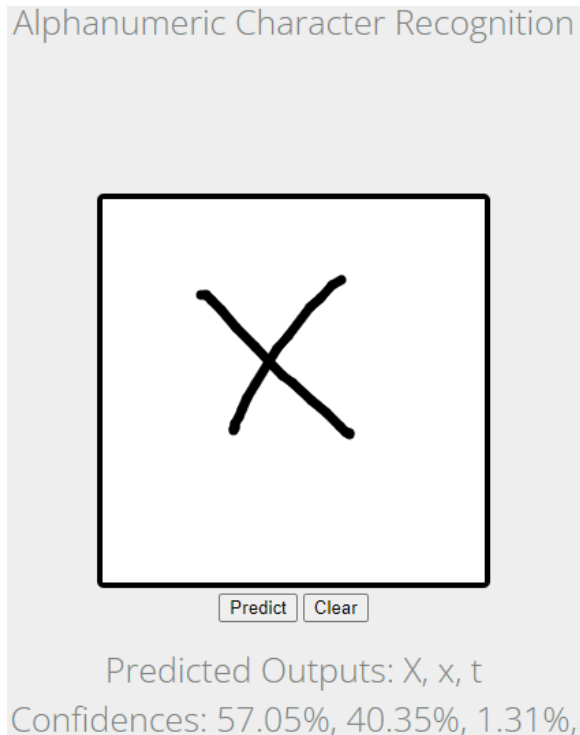 Alphanumeric Character Recognition
X
Predict Clear
Predicted Outputs: X, x, t
Confidences: 57.05%, 40.35%, 1.31%,